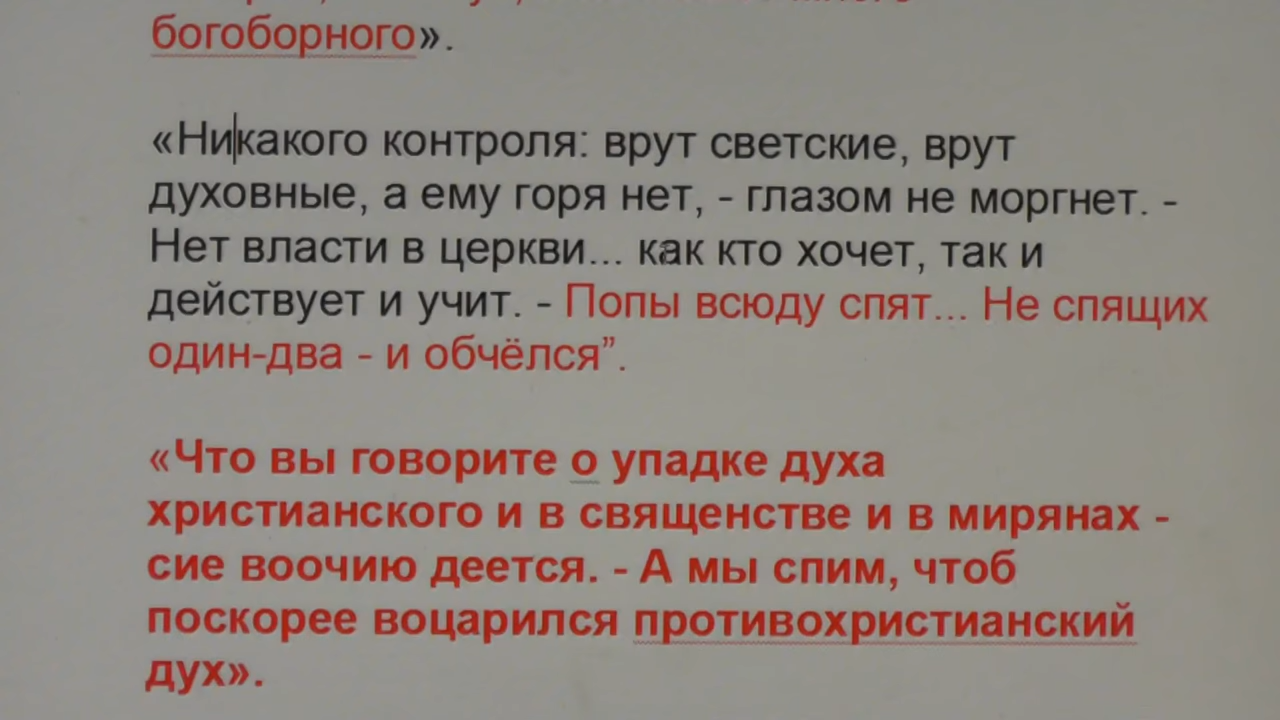 богоборного».
«Никакого контроля: врут светские, врут
духовные, а ему горя нет, - глазом не моргнет. -
Нет власти в церкви... как кто хочет, так и
действует и учит. - Попы всюду спят... Не спящих
один-два - и обчёлся”.
«Что вы говорите о упадке духа
христианского и в священстве и в мирянах -
сие воочию деется. - А мы спим, чтоб
поскорее воцарился противохристианский
дух».